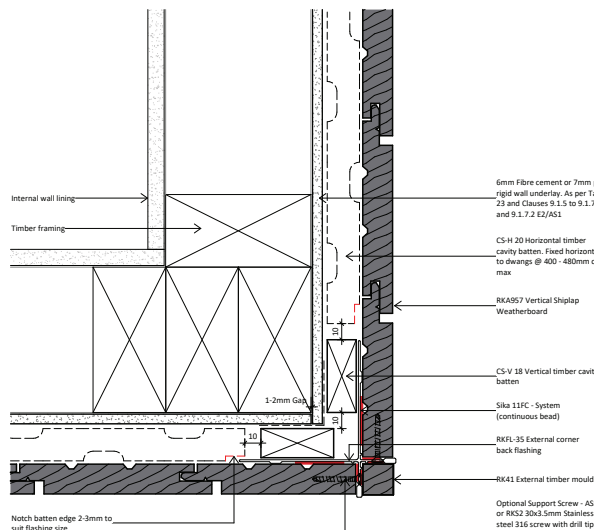 Internal wall lining
Timber framing
6mm Fibre cement or 7mm
rigid wall underlay. As per
23 and Clauses 9.1.5 to 9.1.7
and 9.1.7.2 E2/AS1
CS-H 20 Horizontal timber
cavity batten. Fixed
to dwangs @ 400 - 480mm
max
RKA957 Vertical Shiplap
Weatherboard
10
CS-V 18 Vertical timber
batten
1-2mm Gap
Sika 11FC - System
(continuous bead)
10
10
RKFL-35 External corner
back flashing
RK41 External timber
Optional Support Screw -
or RKS2 30x3.5mm Stainless
steel 316 screw with drill tip
Notch batten edge 2-3mm to
suit flashing size